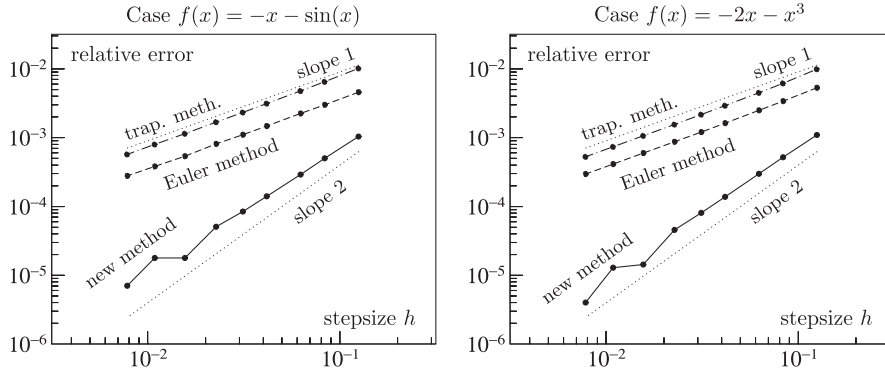 Case f(x) = −x − sin(x)
relative error
slope 1
trap. meth.
Euler method
slope 2
new method
stepsize h
10⁻²
10⁻³
10⁻⁴
10⁻⁵
10⁻⁶
10⁻²
10⁻¹
Case f(x) = −2x − x³
relative error
slope 1
trap. meth.
Euler method
slope 2
new method
stepsize h
10⁻²
10⁻³
10⁻⁴
10⁻⁵
10⁻⁶
10⁻²
10⁻¹